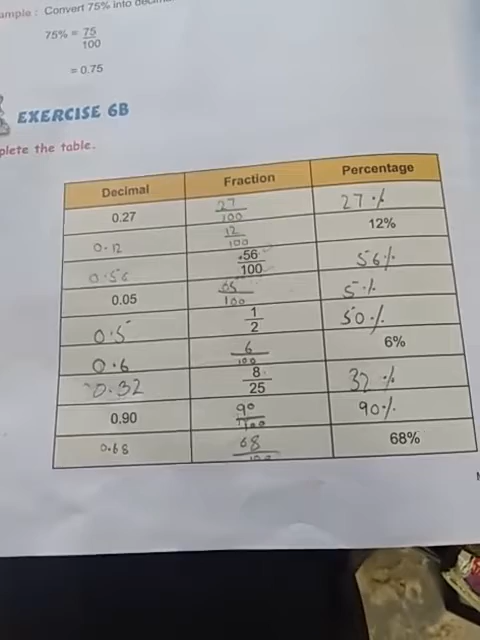 ample : Convert 75% into
75% = 75/100
= 0.75
EXERCISE 6B
plete the table.
Decimal Fraction Percentage
0.27 27/100 27%
0.12 12/100 12%
0.56 .56/100 56%
0.05 05/100 5%
0.5 1/2 50%
0.6 6/100 6%
0.32 8/25 32%
0.90 90/100 90%
0.68 68/100 68%